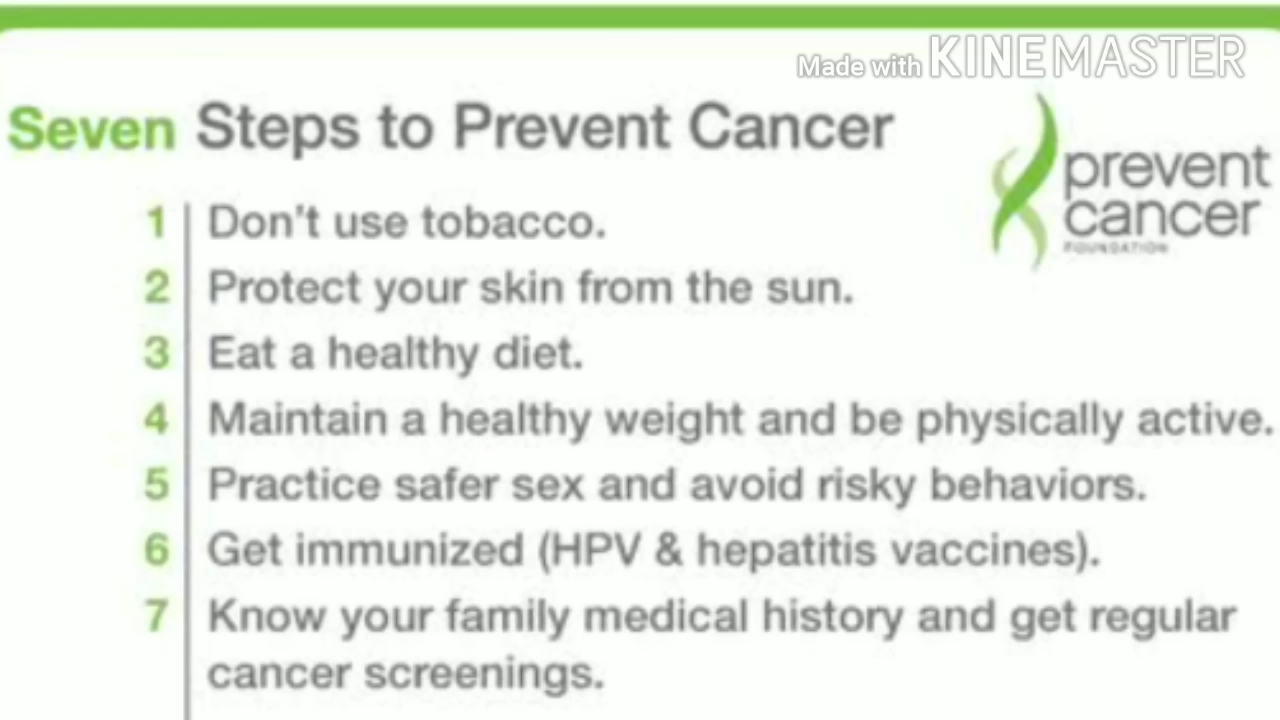 Made with KINEMASTER
Seven Steps to Prevent Cancer
prevent
cancer
FOUNDATION
1 Don't use tobacco.
2 Protect your skin from the sun.
3 Eat a healthy diet.
4 Maintain a healthy weight and be physically active.
5 Practice safer sex and avoid risky behaviors.
6 Get immunized (HPV & hepatitis vaccines).
7 Know your family medical history and get regular
cancer screenings.